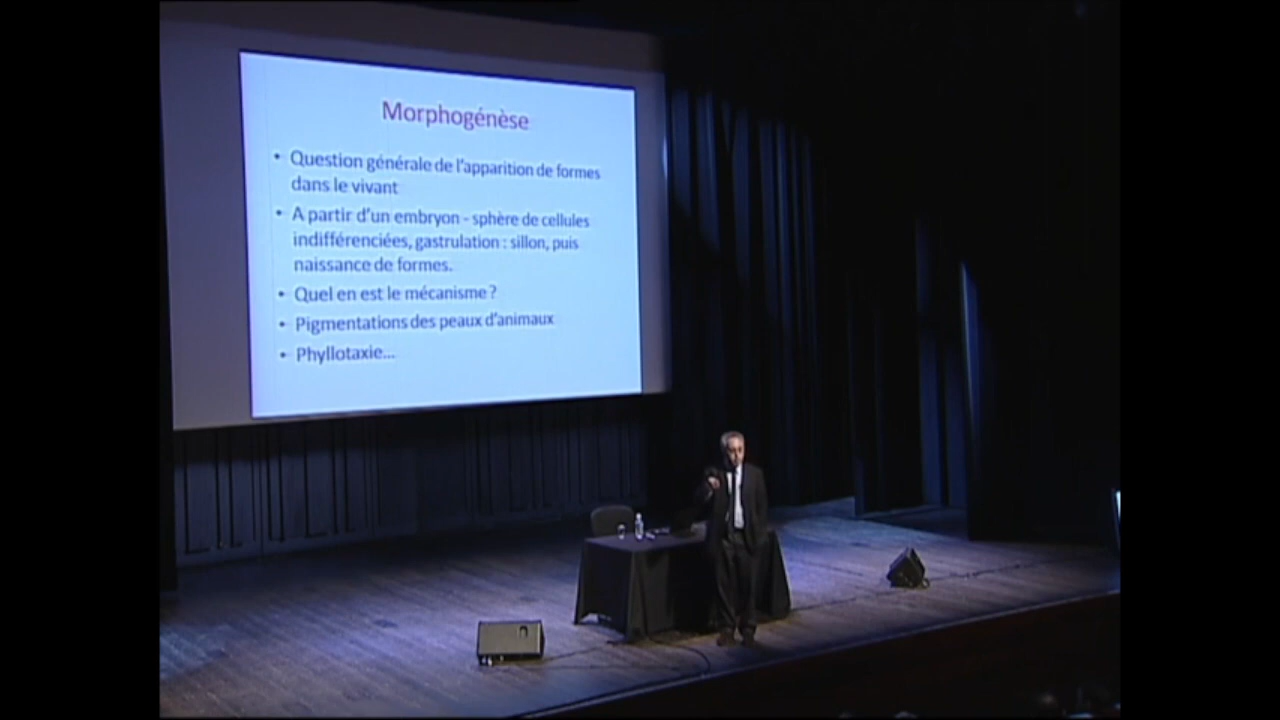 Morphogénèse
• Question générale de l'apparition de formes
dans le vivant
• A partir d'un embryon - sphère de cellules
indifférenciées, gastrulation : sillon, puis
naissance de formes.
• Quel en est le mécanisme ?
• Pigmentations des peaux d'animaux
• Phyllotaxie...